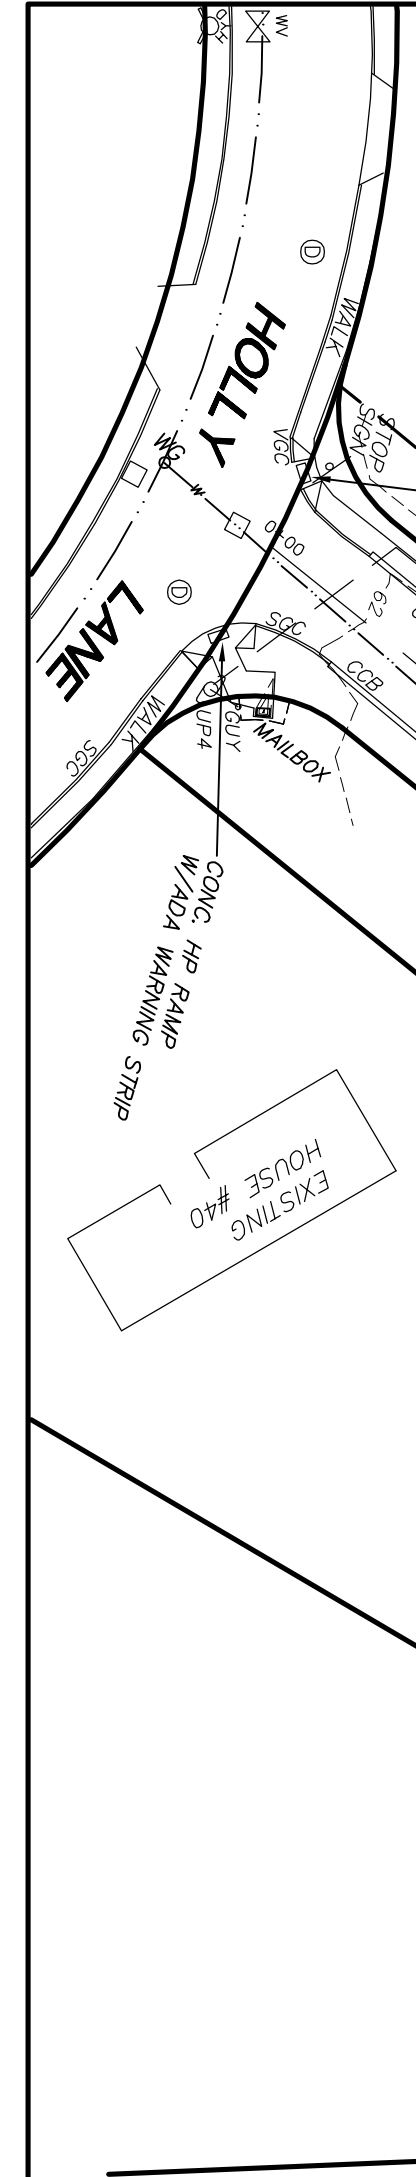 HYD
WV
D
HOLLY
WALK
STOP
SIGN
VGC
WG
W
0+00
D
62
LANE
SGC
CCB
WALK
SGC
GUY
UP4
MAILBOX
CONC. HP RAMP
W/ADA WARNING STRIP
EXISTING
HOUSE #40